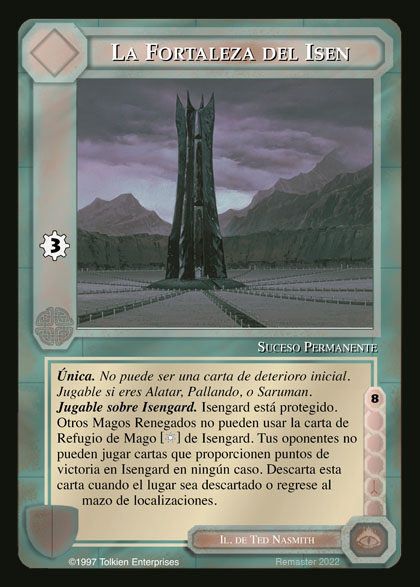 La Fortaleza del Isen
3
Suceso Permanente
Única. No puede ser una carta de deterioro inicial.
Jugable si eres Alatar, Pallando, o Saruman.
Jugable sobre Isengard. Isengard está protegido.
Otros Magos Renegados no pueden usar la carta de
Refugio de Mago [ ] de Isengard. Tus oponentes no
pueden jugar cartas que proporcionen puntos de
victoria en Isengard en ningún caso. Descarta esta
carta cuando el lugar sea descartado o regrese al
mazo de localizaciones.
8
Il. de Ted Nasmith
©1997 Tolkien Enterprises
Remaster 2022